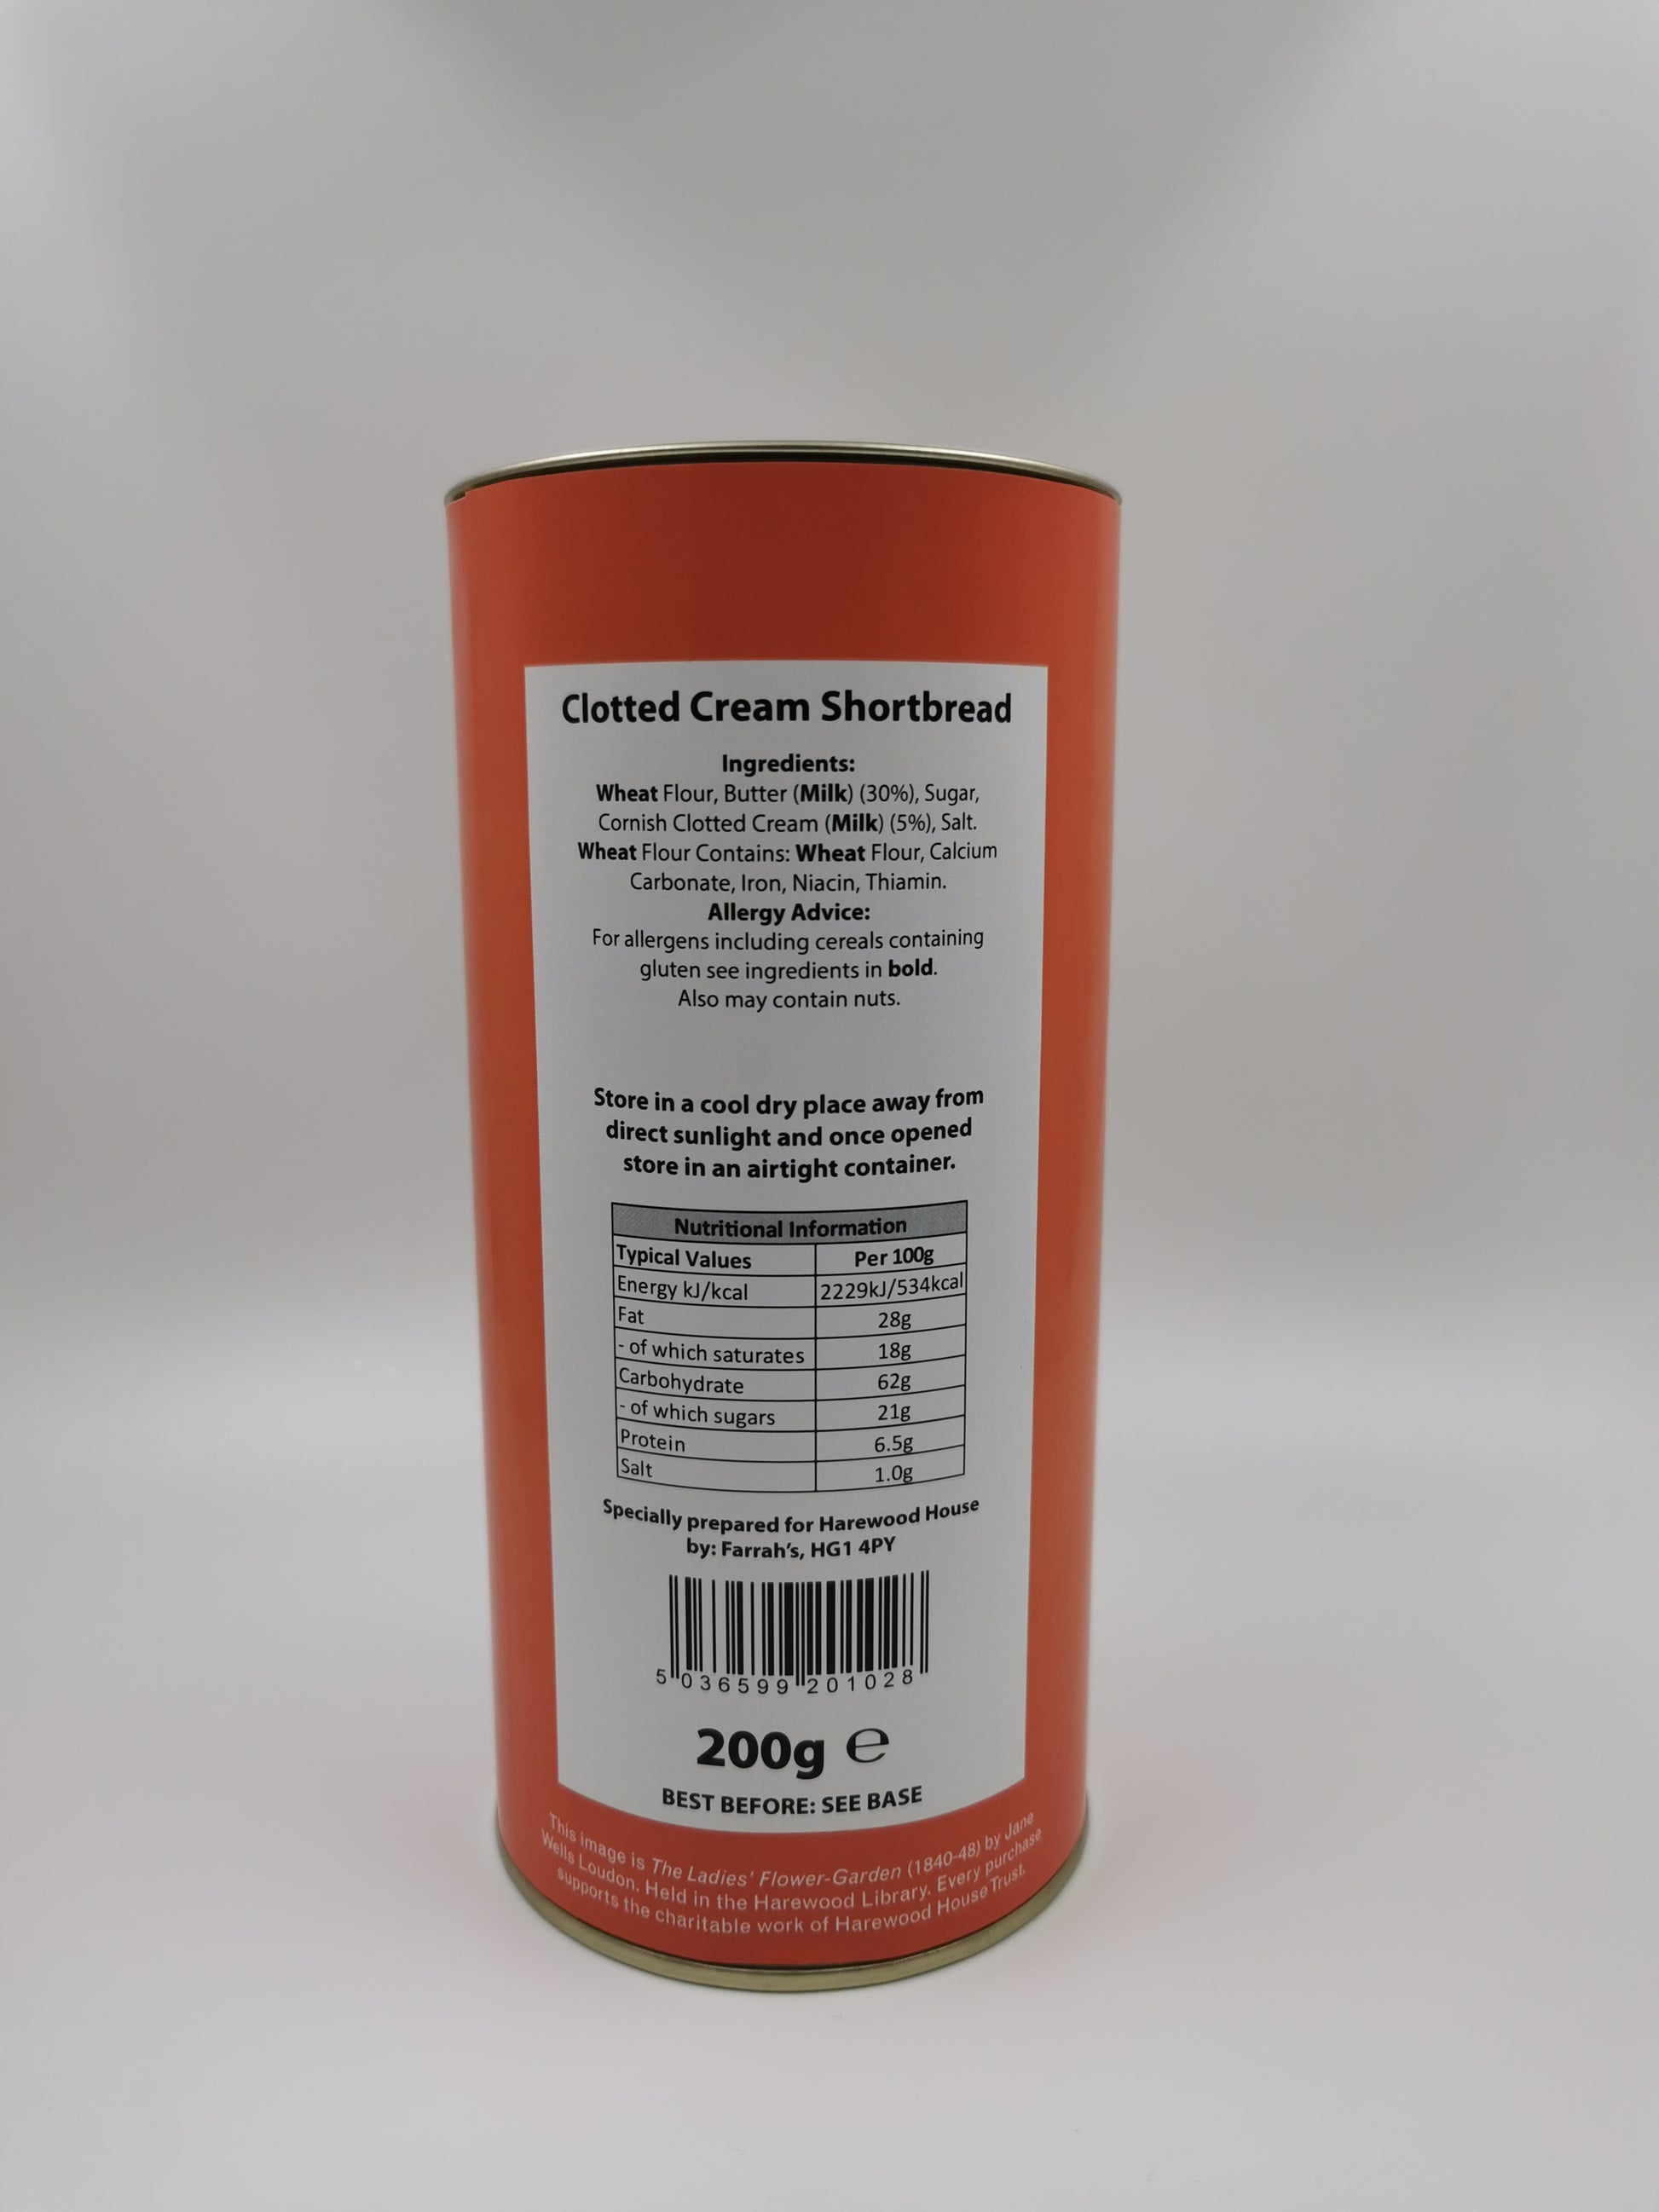 Clotted Cream Shortbread
Ingredients:
Wheat Flour, Butter (Milk) (30%), Sugar,
Cornish Clotted Cream (Milk) (5%), Salt.
Wheat Flour Contains: Wheat Flour, Calcium
Carbonate, Iron, Niacin, Thiamin.
Allergy Advice:
For allergens including cereals containing
gluten see ingredients in bold.
Also may contain nuts.
Store in a cool dry place away from
direct sunlight and once opened
store in an airtight container.
Nutritional Information
Typical Values Per 100g
Energy kJ/kcal 2229kJ/534kcal
Fat 28g
- of which saturates 18g
Carbohydrate 62g
- of which sugars 21g
Protein 6.5g
Salt 1.0g
Specially prepared for Harewood House
by: Farrah's, HG1 4PY
5 036599 201028
200g ℮
BEST BEFORE: SEE BASE
This image is The Ladies' Flower-Garden (1840-48) by Jane
Wells Loudon. Held in the Harewood Library. Every purchase
supports the charitable work of Harewood House Trust.